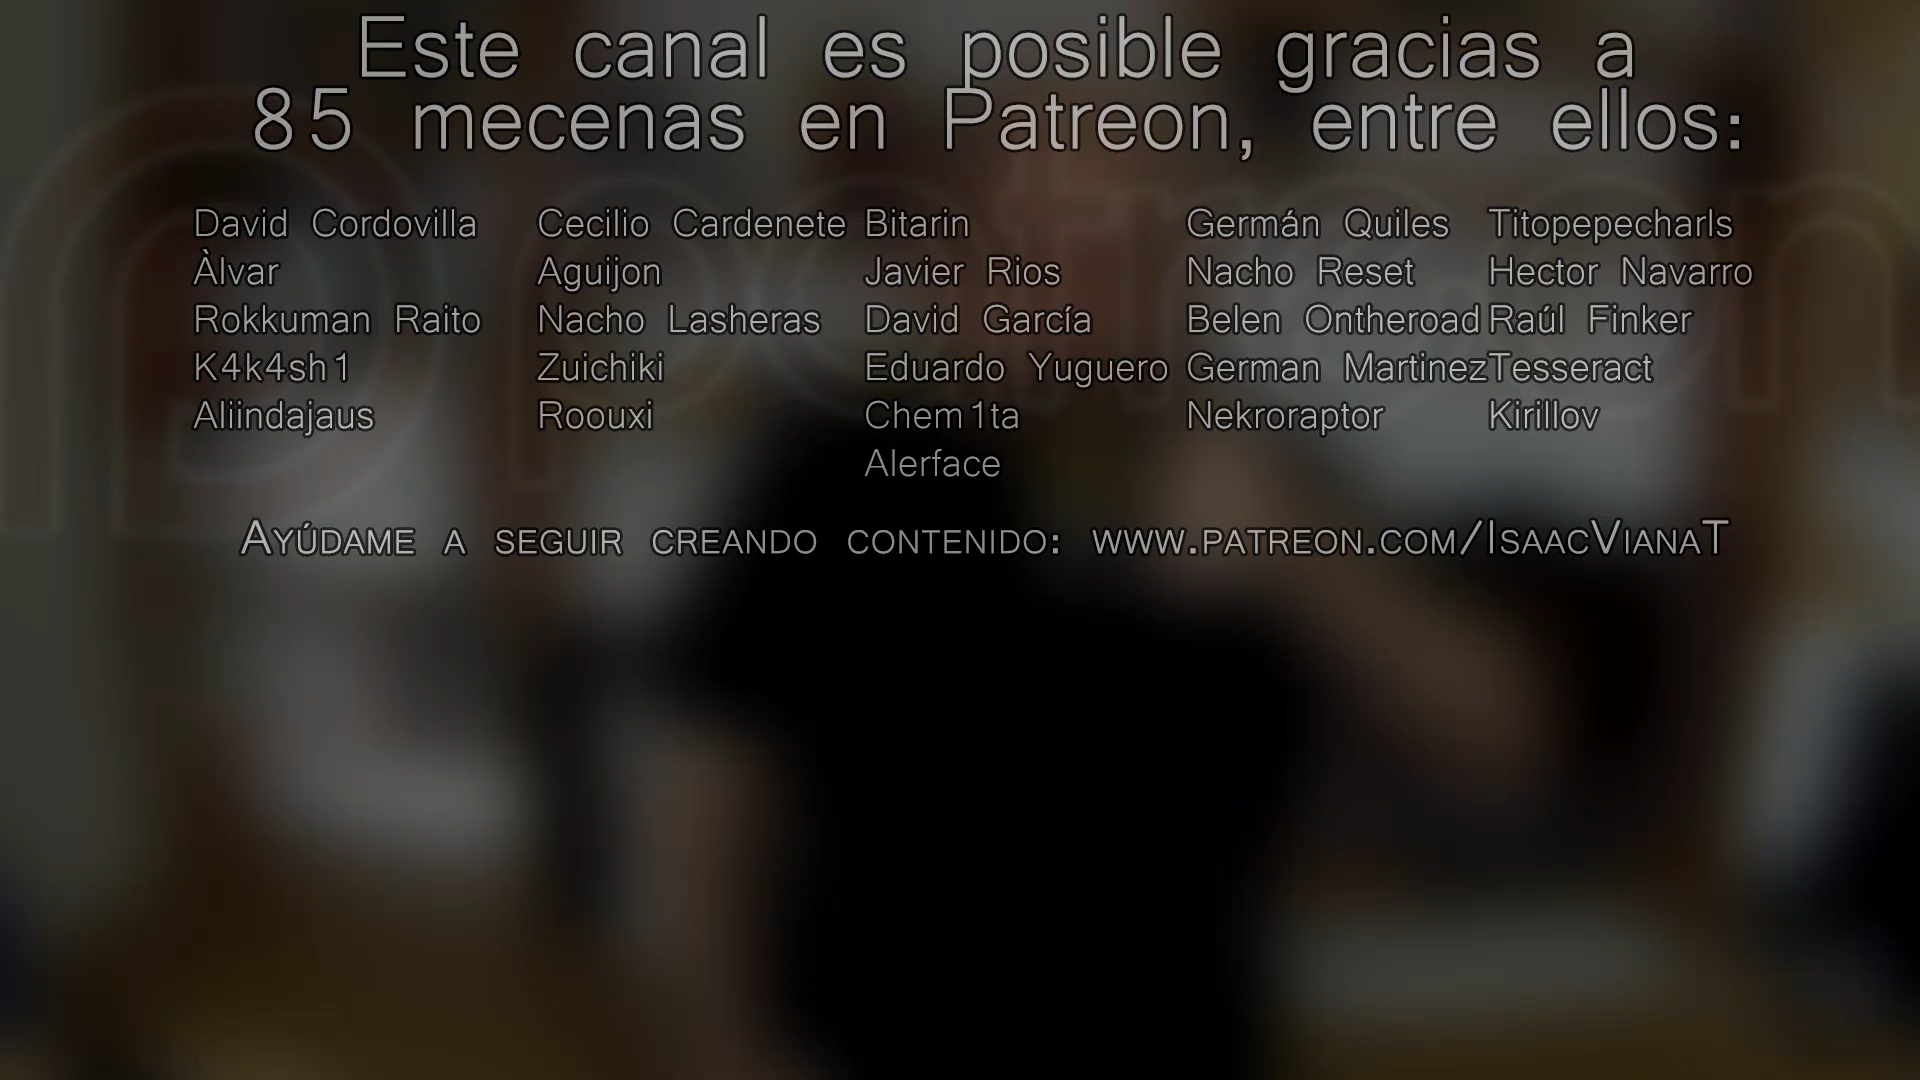 Este canal es posible gracias a
85 mecenas en Patreon, entre ellos:
David Cordovilla Cecilio Cardenete Bitarin Germán Quiles Titopepecharls
Àlvar Aguijon Javier Rios Nacho Reset Hector Navarro
Rokkuman Raito Nacho Lasheras David García Belen Ontheroad Raúl Finker
K4k4sh1 Zuichiki Eduardo Yuguero German Martinez Tesseract
Aliindajaus Roouxi Chem1ta Nekroraptor Kirillov
Alerface
Ayúdame a seguir creando contenido: www.patreon.com/IsaacVianaT
patreon